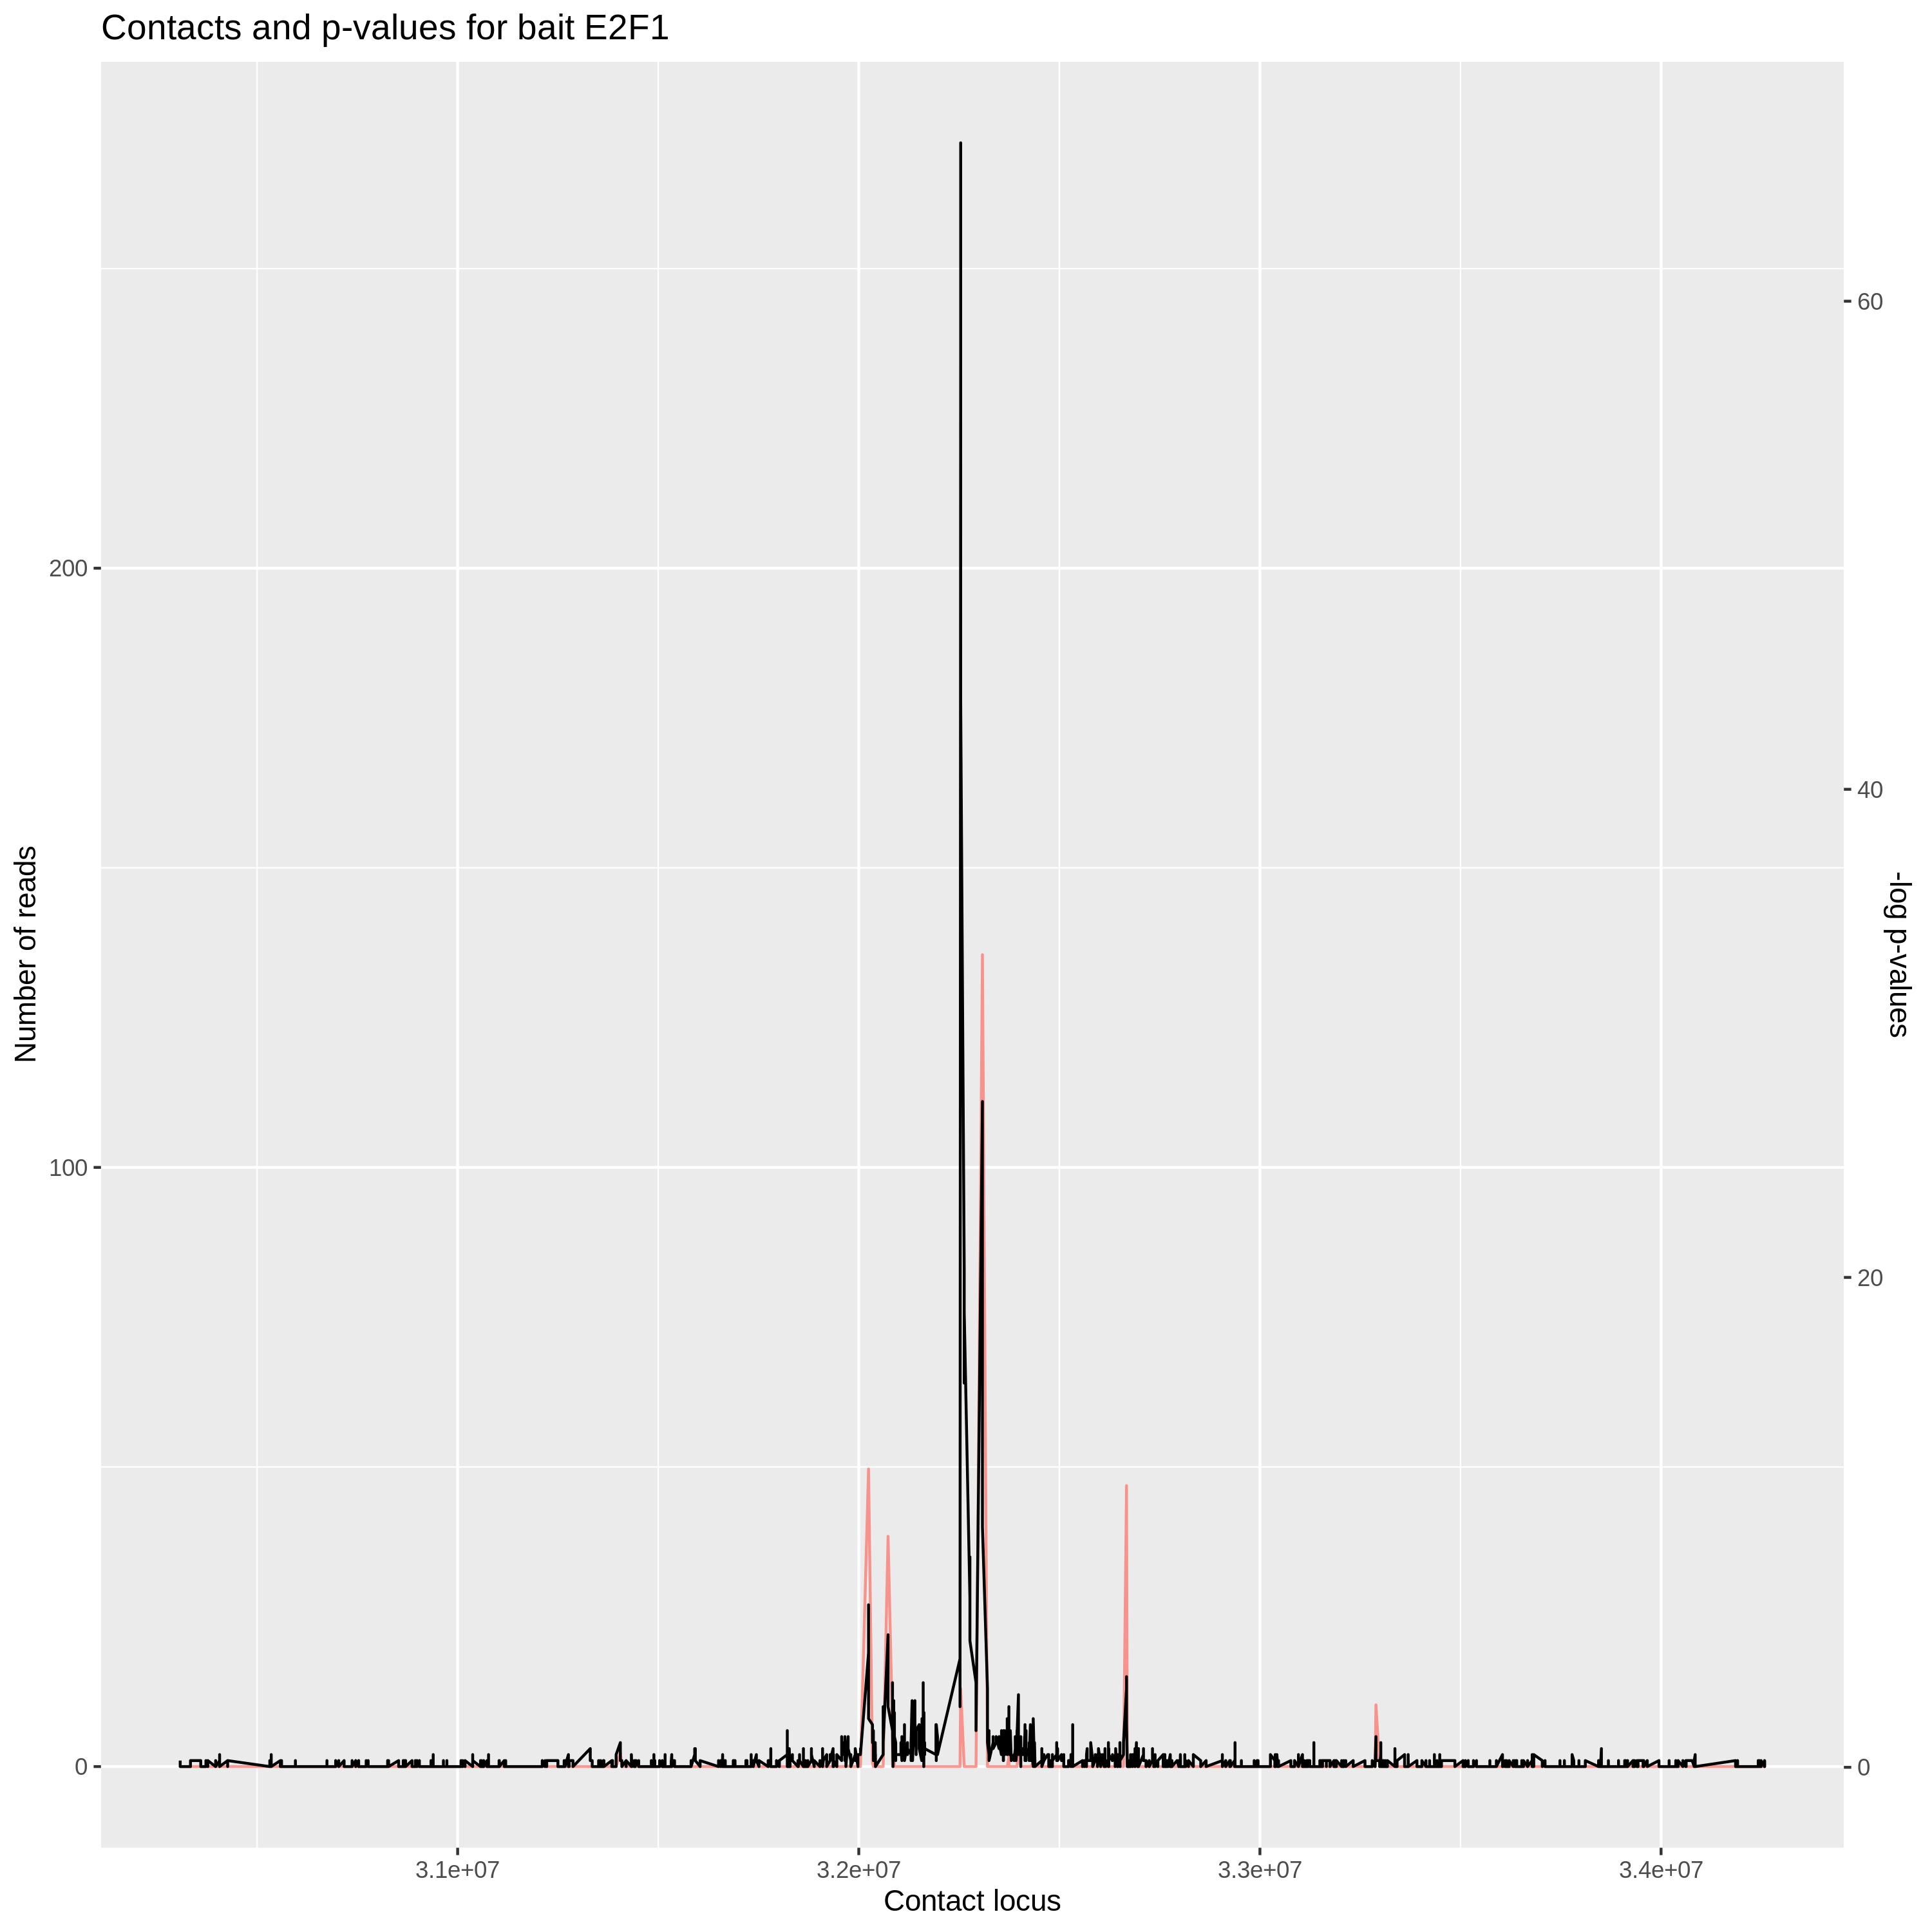 Contacts and p-values for bait E2F1
Number of reads
200
100
0
60
40
20
0
-log p-values
3.1e+07 3.2e+07 3.3e+07 3.4e+07
Contact locus